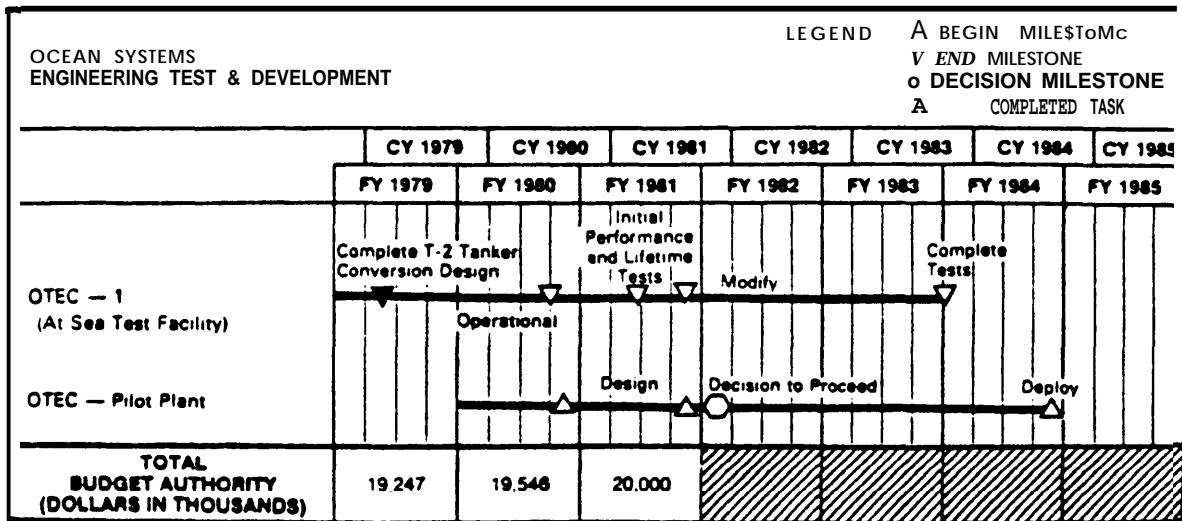 LEGEND A BEGIN MILE$ToMc
OCEAN SYSTEMS V END MILESTONE
ENGINEERING TEST & DEVELOPMENT o DECISION MILESTONE
A COMPLETED TASK
CY 1979 CY 1980 CY 1981 CY 1982 CY 1983 CY 1984 CY 1985
FY 1979 FY 1980 FY 1981 FY 1982 FY 1983 FY 1984 FY 1985
Initial
Performance
and Lifetime
Tests
Complete T-2 Tanker
Conversion Design
Modify
Complete
Tests
OTEC — 1
(At Sea Test Facility)
Operational
Design Decision to Proceed Deploy
OTEC — Pilot Plant
TOTAL
BUDGET AUTHORITY
(DOLLARS IN THOUSANDS)
19.247 19,546 20,000